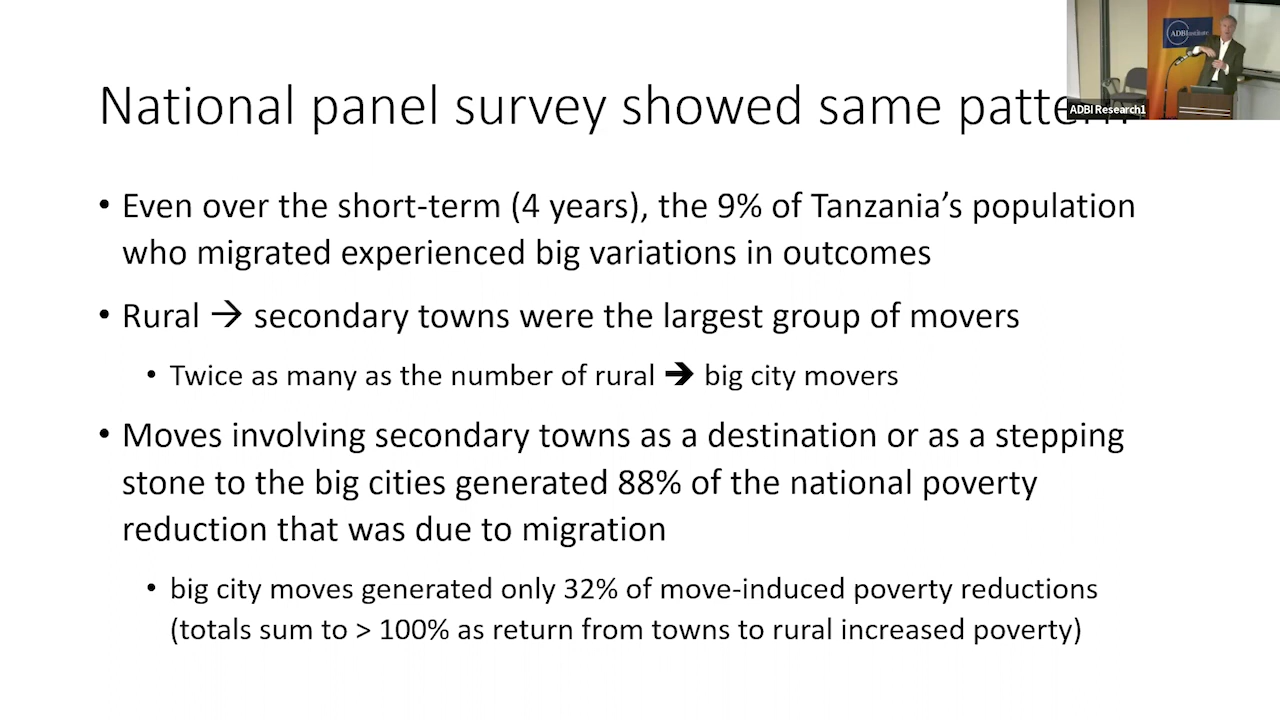 National panel survey showed same pattern
ADBInstitute
ADBI Research1
• Even over the short-term (4 years), the 9% of Tanzania’s population
who migrated experienced big variations in outcomes
• Rural → secondary towns were the largest group of movers
• Twice as many as the number of rural 🡺 big city movers
• Moves involving secondary towns as a destination or as a stepping
stone to the big cities generated 88% of the national poverty
reduction that was due to migration
• big city moves generated only 32% of move-induced poverty reductions
(totals sum to > 100% as return from towns to rural increased poverty)